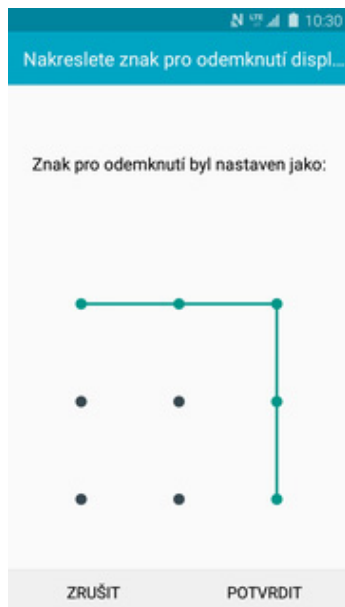 10:30
Nakreslete znak pro odemknutí displ...
Znak pro odemknutí byl nastaven jako:
ZRUŠIT POTVRDIT